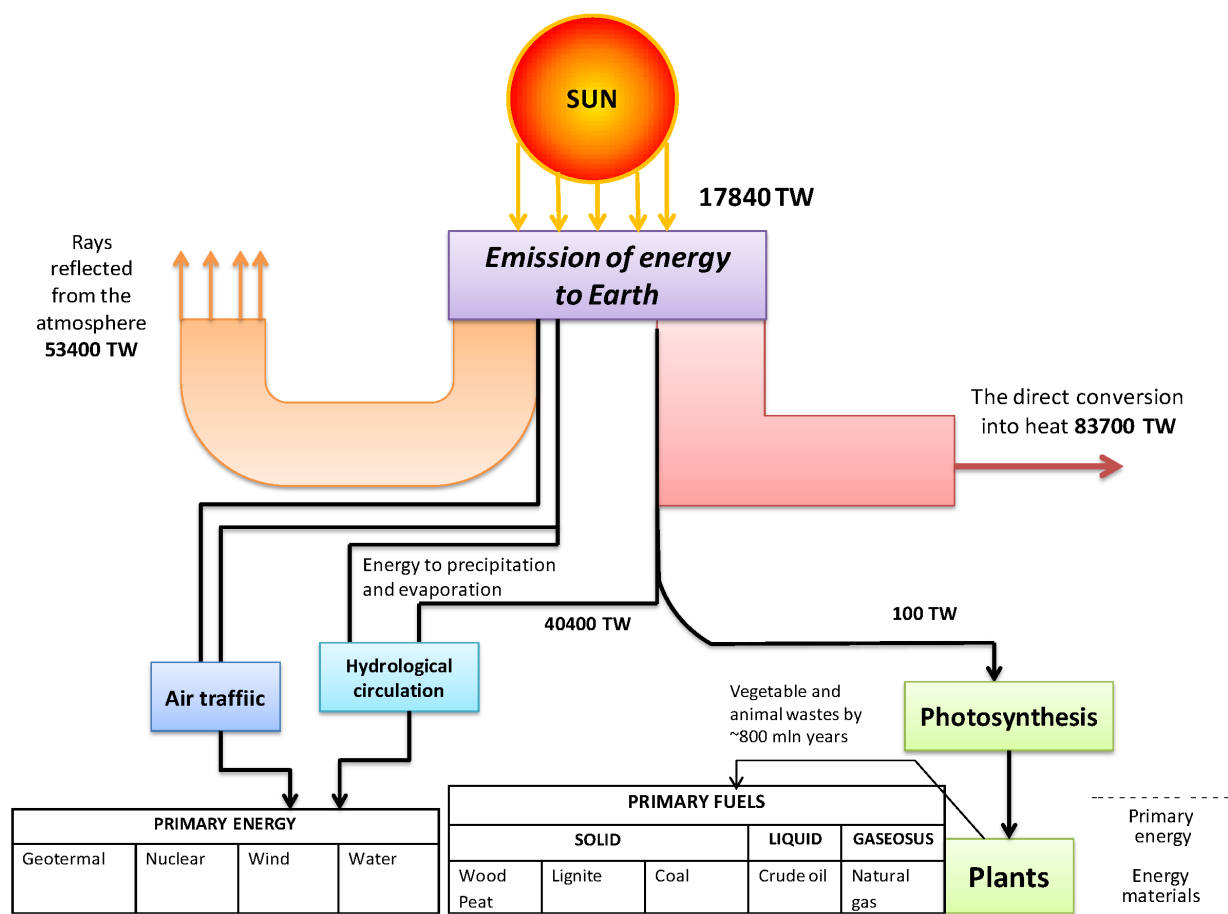 SUN
17840 TW
Emission of energy
to Earth
Rays
reflected
from the
atmosphere
53400 TW
The direct conversion
into heat 83700 TW
Energy to precipitation
and evaporation
40400 TW
100 TW
Air traffiic
Hydrological
circulation
Photosynthesis
Vegetable and
animal wastes by
~800 mln years
PRIMARY ENERGY
Geotermal
Nuclear
Wind
Water
PRIMARY FUELS
SOLID
LIQUID
GASEOSUS
Wood
Peat
Lignite
Coal
Crude oil
Natural
gas
Plants
Primary
energy
Energy
materials